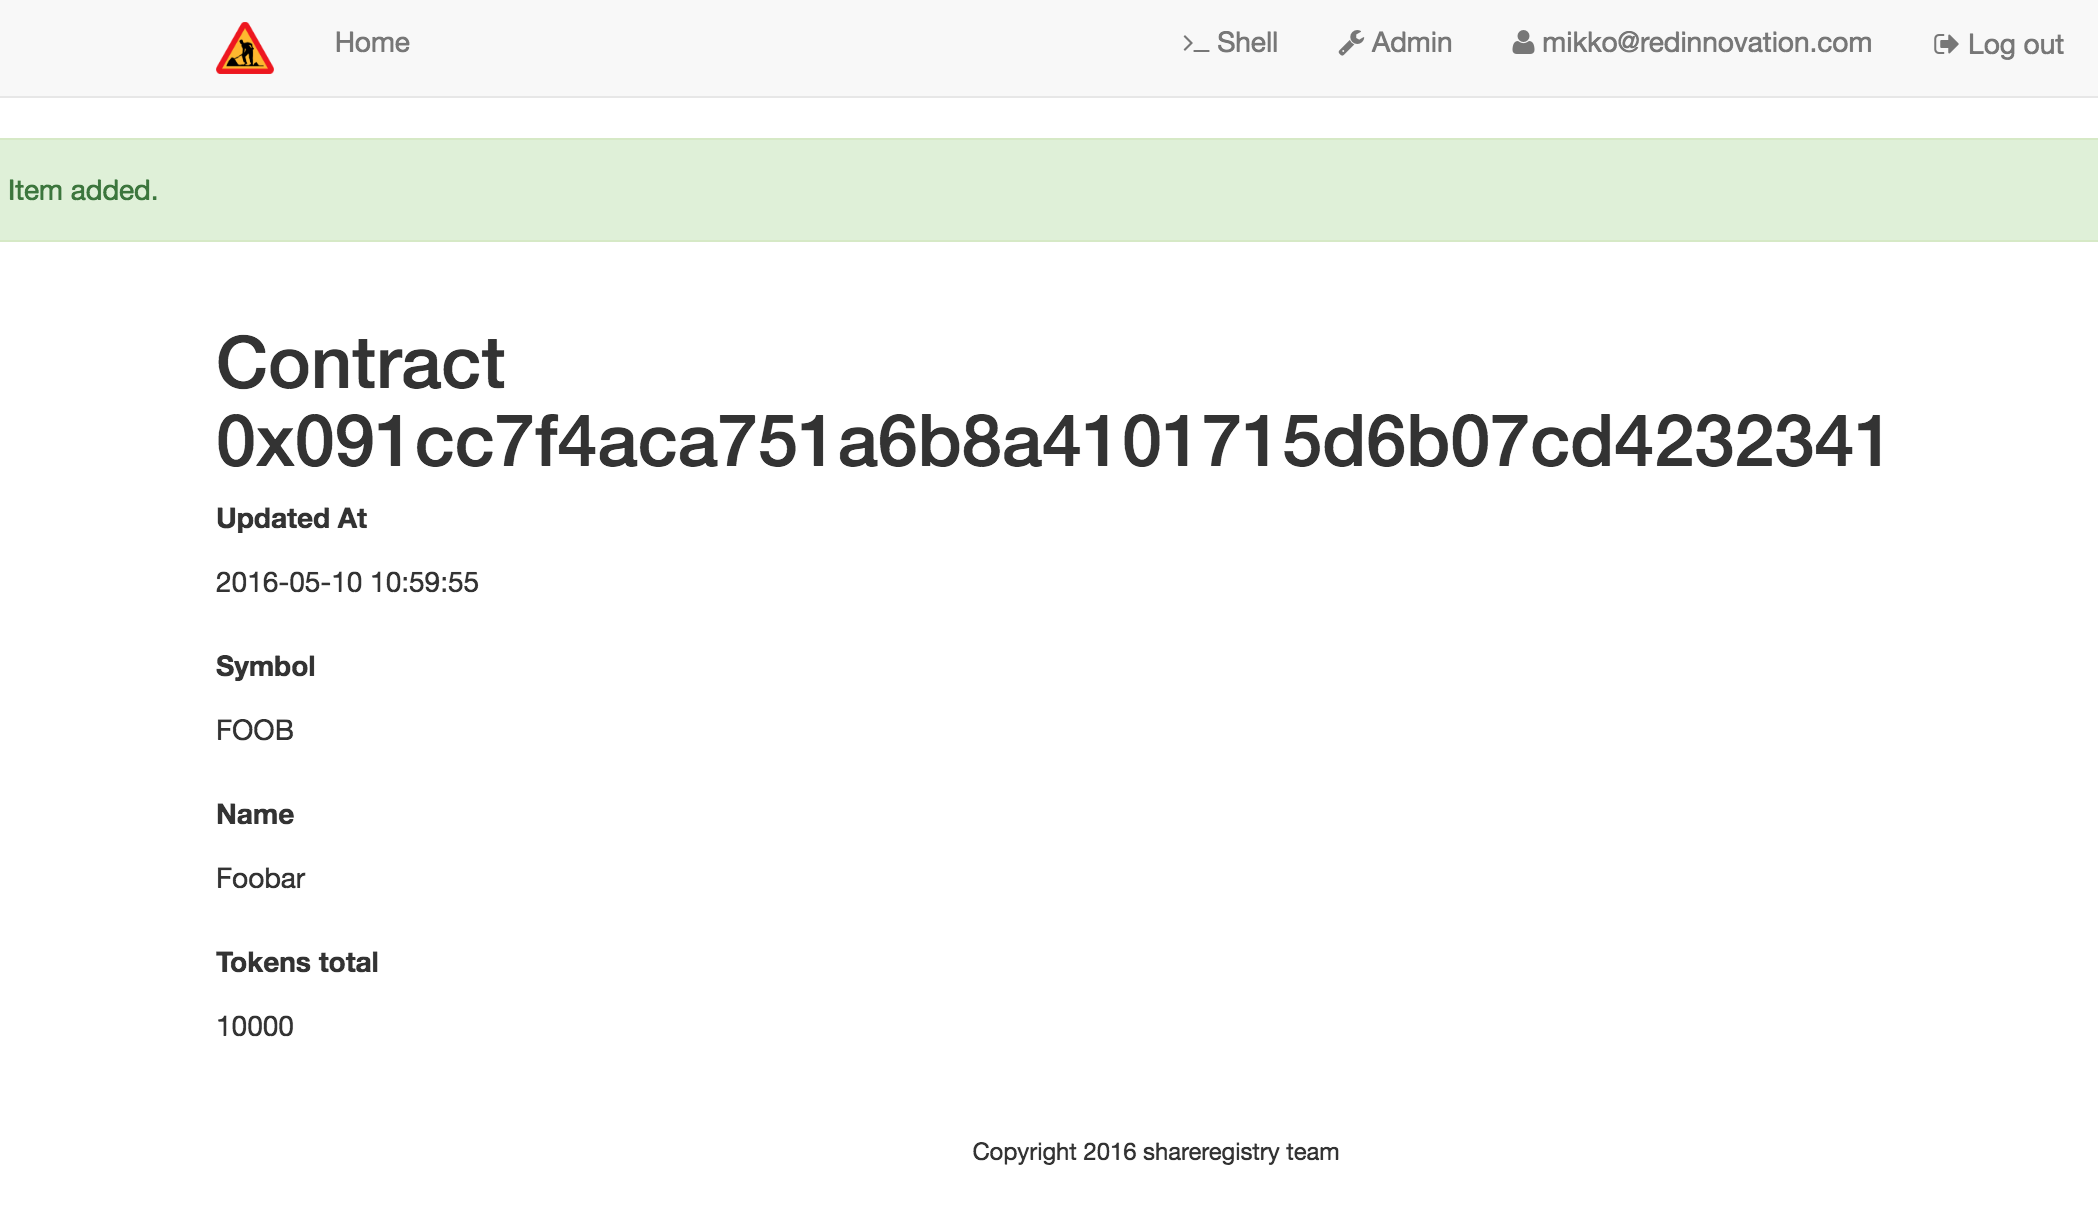 Home
>_ Shell
Admin
mikko@redinnovation.com
Log out
Item added.
Contract
0x091cc7f4aca751a6b8a4101715d6b07cd4232341
Updated At
2016-05-10 10:59:55
Symbol
FOOB
Name
Foobar
Tokens total
10000
Copyright 2016 shareregistry team